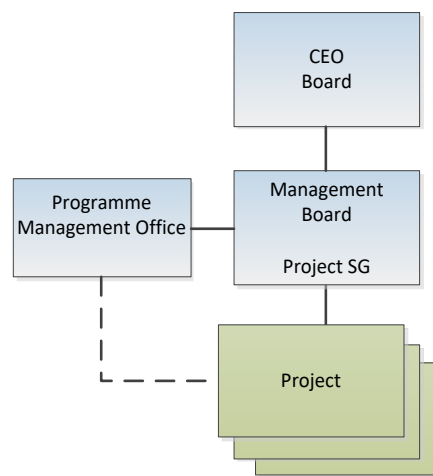 CEO
Board
Programme
Management Office
Management
Board
Project SG
Project